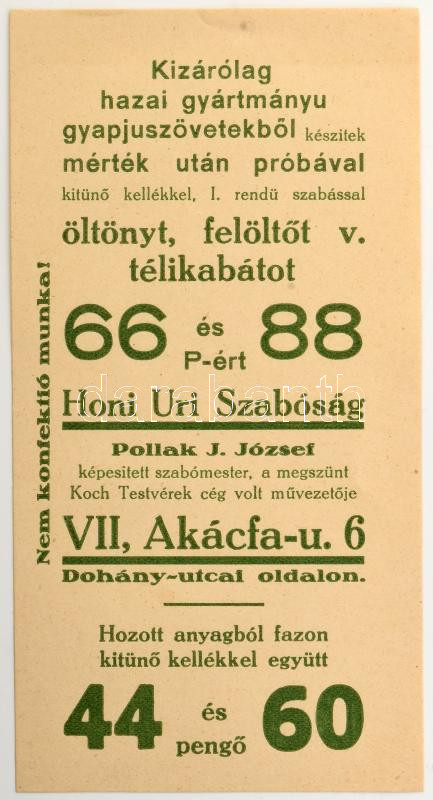 Kizárólag
hazai gyártmányu
gyapjuszövetekből készitek
mérték után próbával
kitünő kellékkel, I. rendü szabással
öltönyt, felöltőt v.
télikabátot
66 és P-ért 88
Honi Uri Szabóság
Pollak J. József
képesitett szabómester, a megszünt
Koch Testvérek cég volt művezetője
VII, Akácfa-u. 6
Dohány-utcai oldalon.
Hozott anyagból fazon
kitünő kellékkel együtt
44 és pengő 60
Nem konfektió munka!
darabanth